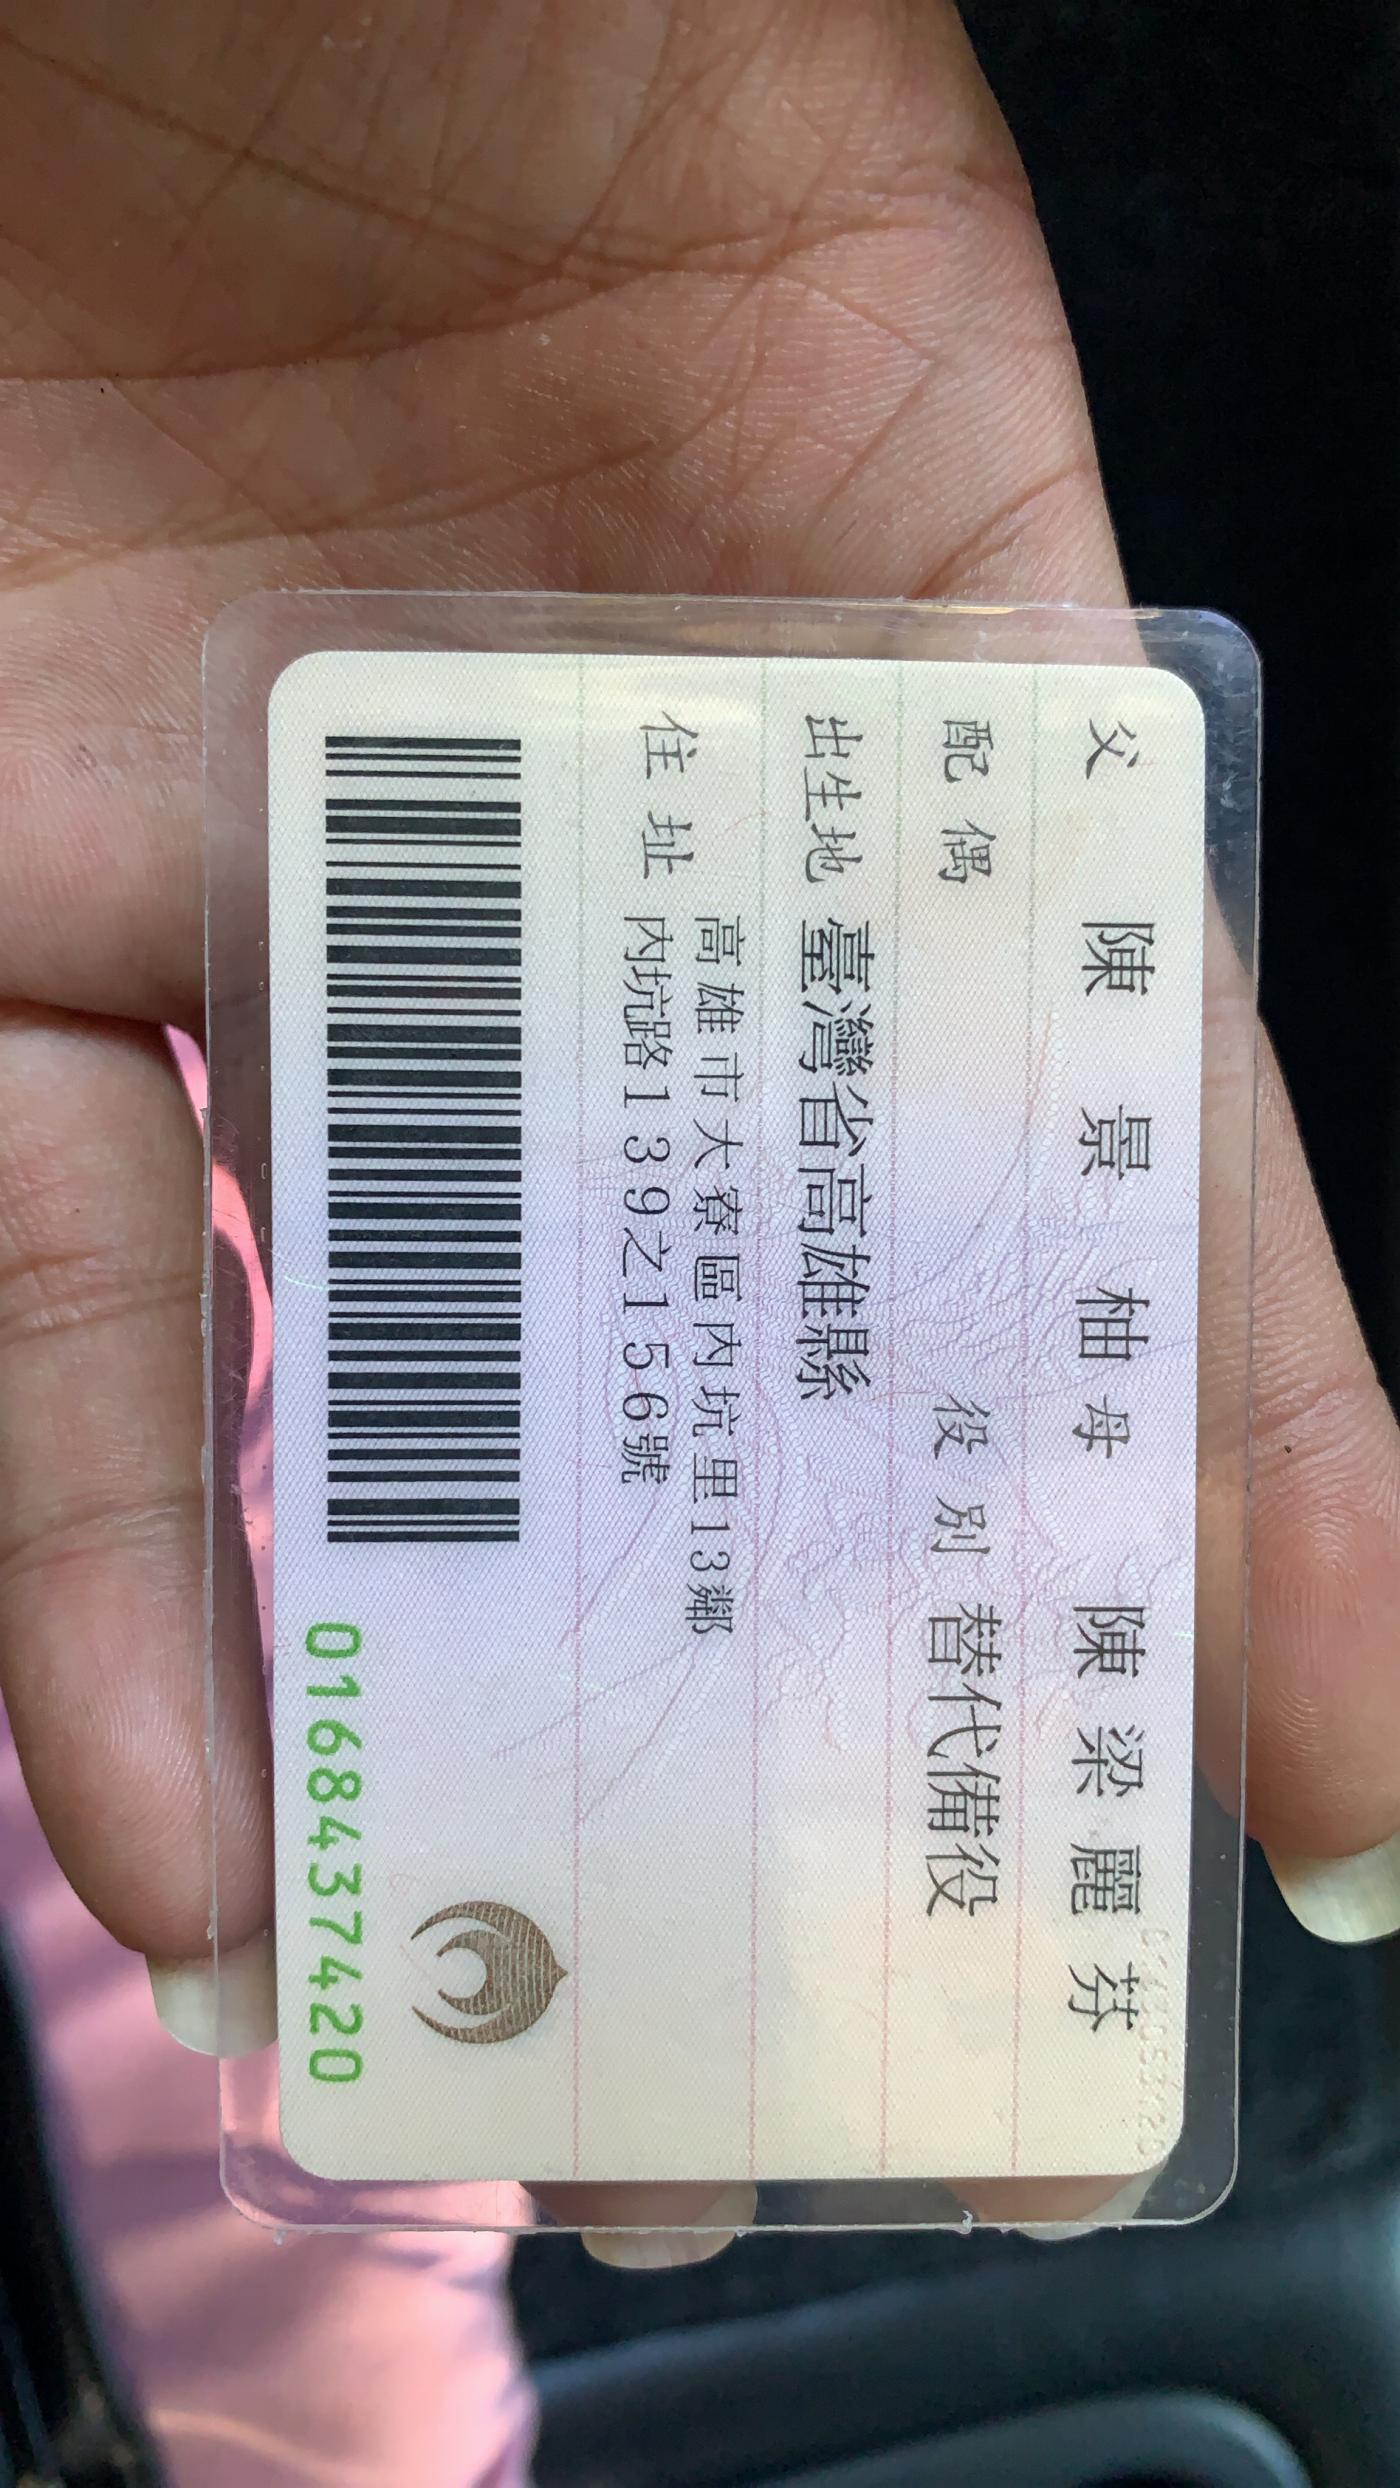 父 陳景柚 母 陳梁麗芬
配偶 役別 替代備役
出生地 臺灣省高雄縣
住址 高雄市大寮區內坑里13鄰
內坑路139之156號
0168437420